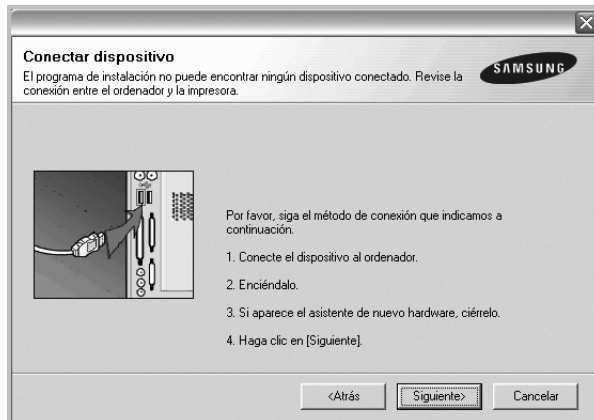 Conectar dispositivo
El programa de instalación no puede encontrar ningún dispositivo conectado. Revise la
conexión entre el ordenador y la impresora.
SAMSUNG
Por favor, siga el método de conexión que indicamos a
continuación.
1. Conecte el dispositivo al ordenador.
2. Enciéndalo.
3. Si aparece el asistente de nuevo hardware, ciérrelo.
4. Haga clic en [Siguiente].
<Atrás
Siguiente>
Cancelar